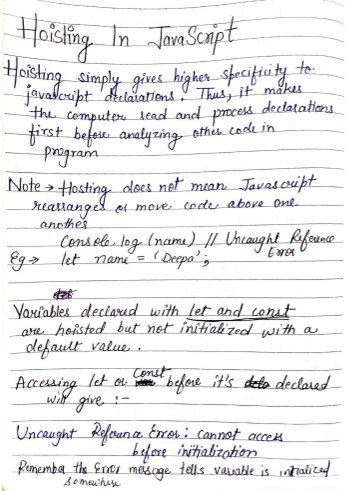 Hoisting In JavaScript
Hoisting simply gives higher specificity to
javascript declarations. Thus, it makes
the computer read and process declarations
first before analyzing other code in
program
Note → Hosting does not mean Javascript
rearranges or move code above one
another
Console.log (name) // Uncaught Reference
Error
Eg → let name = 'Deepa';
Variables declared with let and const
are hoisted but not initialized with a
default value.
Accessing let or const before it's declared
will give :-
Uncaught Reference Error: cannot access
before initialization
Remember the Error message tells variable is intialized
somewhere